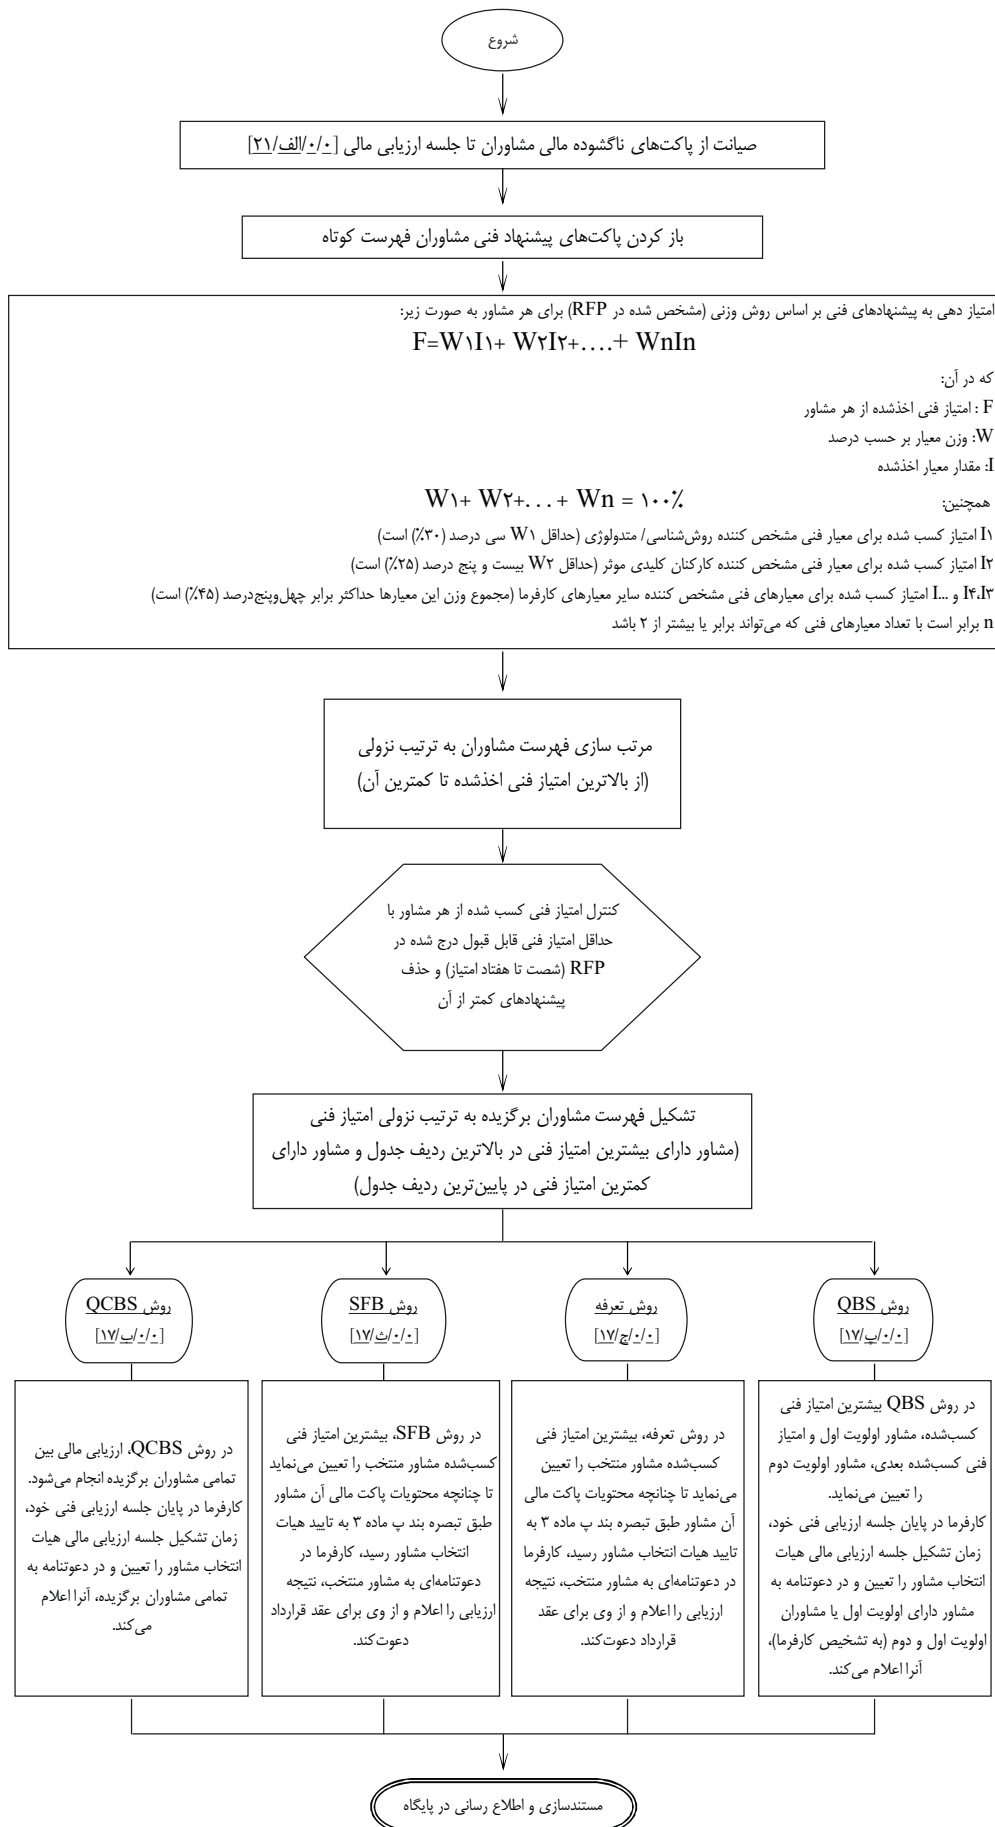 شروع
صیانت از پاکت‌های ناگشوده مالی مشاوران تا جلسه ارزیابی مالی [۰/۰/الف/۲۱]
باز کردن پاکت‌های پیشنهاد فنی مشاوران فهرست کوتاه
امتیاز دهی به پیشنهادهای فنی بر اساس روش وزنی (مشخص شده در RFP) برای هر مشاور به صورت زیر:
F=W۱I۱+ W۲I۲+….+ WnIn
که در آن:
F : امتیاز فنی اخذشده از هر مشاور
W: وزن معیار بر حسب درصد
I: مقدار معیار اخذشده
همچنین: W۱+ W۲+…+ Wn = ۱۰۰٪
I۱ امتیاز کسب شده برای معیار فنی مشخص کننده روش‌شناسی/ متدولوژی (حداقل W۱ سی درصد (۳۰٪) است)
I۲ امتیاز کسب شده برای معیار فنی مشخص کننده کارکنان کلیدی موثر (حداقل W۲ بیست و پنج درصد (۲۵٪) است)
I۳،I۴ و ...I امتیاز کسب شده برای معیارهای فنی مشخص کننده سایر معیارهای کارفرما (مجموع وزن این معیارها حداکثر برابر چهل‌وپنج‌درصد (۴۵٪) است)
n برابر است با تعداد معیارهای فنی که می‌تواند برابر یا بیشتر از ۲ باشد
مرتب سازی فهرست مشاوران به ترتیب نزولی
(از بالاترین امتیاز فنی اخذشده تا کمترین آن)
کنترل امتیاز فنی کسب شده از هر مشاور با
حداقل امتیاز فنی قابل قبول درج شده در
RFP (شصت تا هفتاد امتیاز) و حذف
پیشنهادهای کمتر از آن
تشکیل فهرست مشاوران برگزیده به ترتیب نزولی امتیاز فنی
(مشاور دارای بیشترین امتیاز فنی در بالاترین ردیف جدول و مشاور دارای
کمترین امتیاز فنی در پایین‌ترین ردیف جدول)
روش QBS
[۰/۰/پ/۱۷]
در روش QBS بیشترین امتیاز فنی
کسب‌شده، مشاور اولویت اول و امتیاز
فنی کسب‌شده بعدی، مشاور اولویت دوم
را تعیین می‌نماید.
کارفرما در پایان جلسه ارزیابی فنی خود،
زمان تشکیل جلسه ارزیابی مالی هیات
انتخاب مشاور را تعیین و در دعوتنامه به
مشاور دارای اولویت اول یا مشاوران
اولویت اول و دوم (به تشخیص کارفرما)،
آنرا اعلام می‌کند.
روش تعرفه
[۰/۰/ج/۱۷]
در روش تعرفه، بیشترین امتیاز فنی
کسب‌شده مشاور منتخب را تعیین
می‌نماید تا چنانچه محتویات پاکت مالی
آن مشاور طبق تبصره بند پ ماده ۳ به
تایید هیات انتخاب مشاور رسید، کارفرما
در دعوتنامه‌ای به مشاور منتخب، نتیجه
ارزیابی را اعلام و از وی برای عقد
قرارداد دعوت‌کند.
روش SFB
[۰/۰/ث/۱۷]
در روش SFB، بیشترین امتیاز فنی
کسب‌شده مشاور منتخب را تعیین می‌نماید
تا چنانچه محتویات پاکت مالی آن مشاور
طبق تبصره بند پ ماده ۳ به تایید هیات
انتخاب مشاور رسید، کارفرما در
دعوتنامه‌ای به مشاور منتخب، نتیجه
ارزیابی را اعلام و از وی برای عقد قرارداد
دعوت‌کند.
روش QCBS
[۰/۰/ب/۱۷]
در روش QCBS، ارزیابی مالی بین
تمامی مشاوران برگزیده انجام می‌شود.
کارفرما در پایان جلسه ارزیابی فنی خود،
زمان تشکیل جلسه ارزیابی مالی هیات
انتخاب مشاور را تعیین و در دعوتنامه به
تمامی مشاوران برگزیده، آنرا اعلام
می‌کند.
مستندسازی و اطلاع رسانی در پایگاه